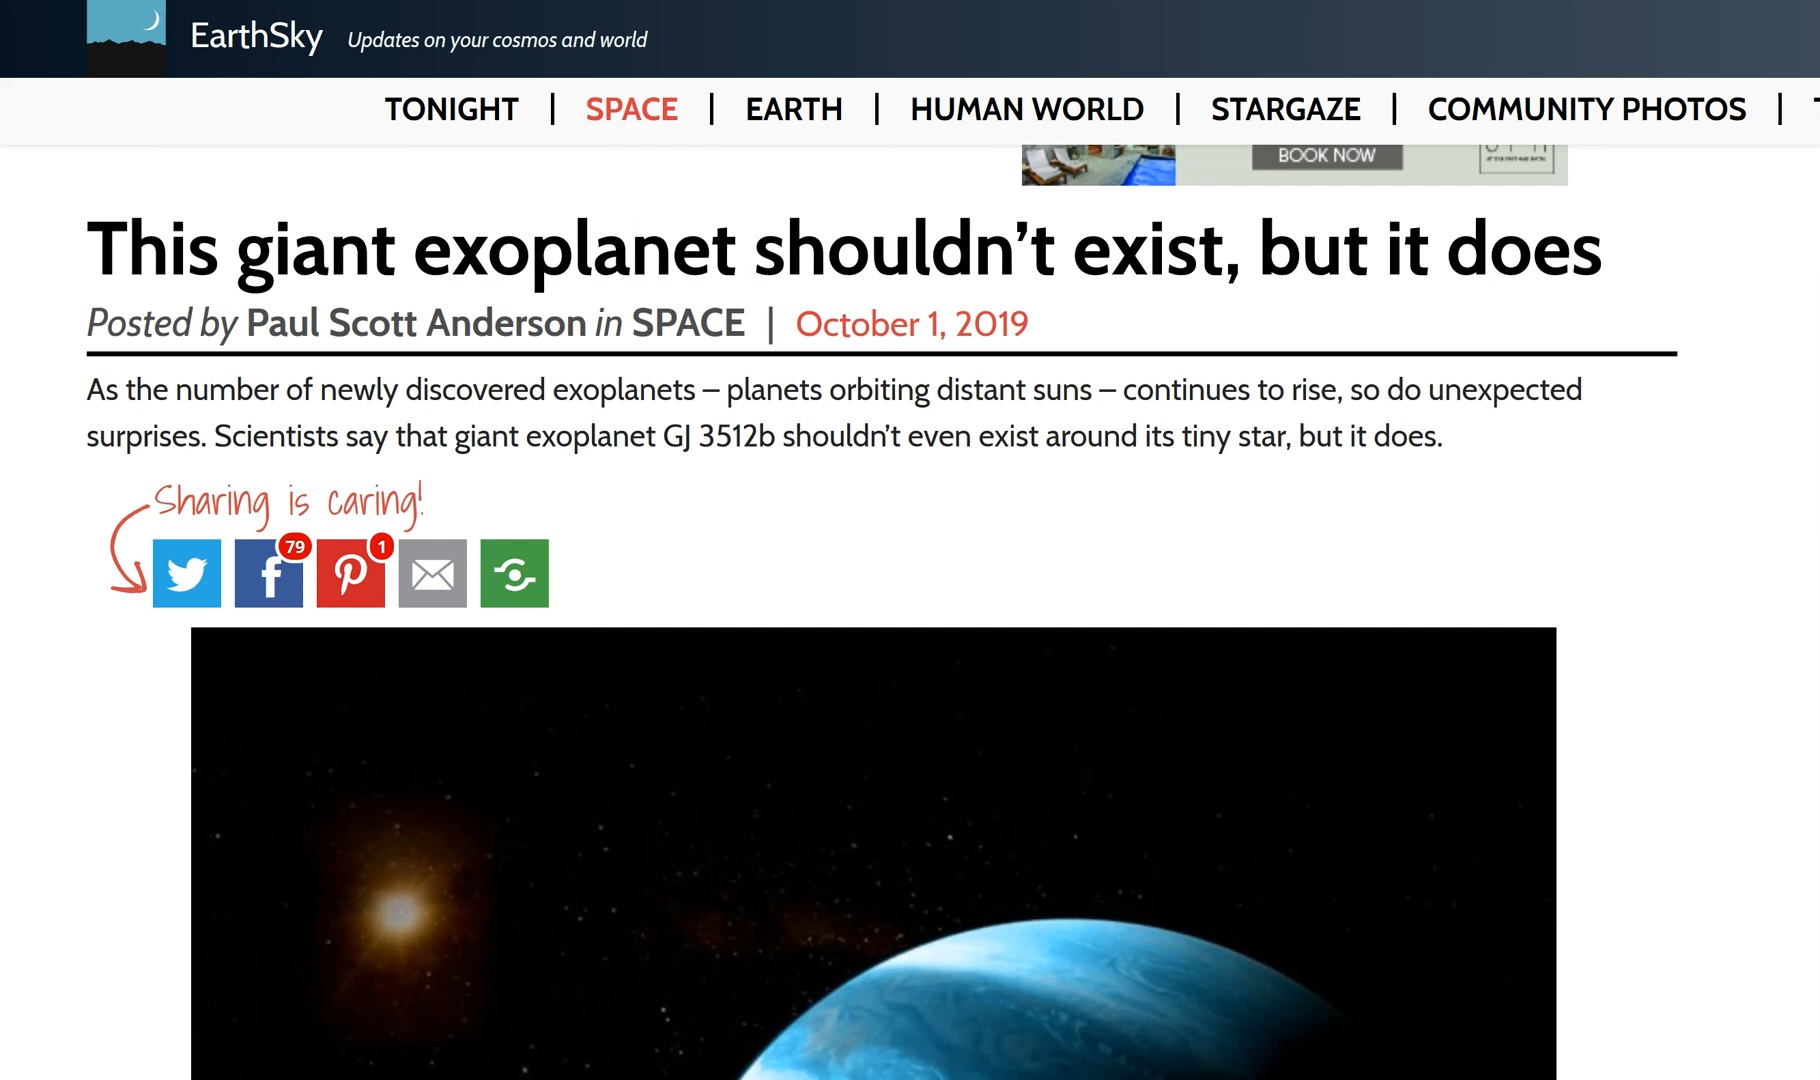 EarthSky Updates on your cosmos and world
TONIGHT | SPACE | EARTH | HUMAN WORLD | STARGAZE | COMMUNITY PHOTOS |
BOOK NOW
This giant exoplanet shouldn’t exist, but it does
Posted by Paul Scott Anderson in SPACE | October 1, 2019
As the number of newly discovered exoplanets – planets orbiting distant suns – continues to rise, so do unexpected
surprises. Scientists say that giant exoplanet GJ 3512b shouldn’t even exist around its tiny star, but it does.
Sharing is caring!
79 1